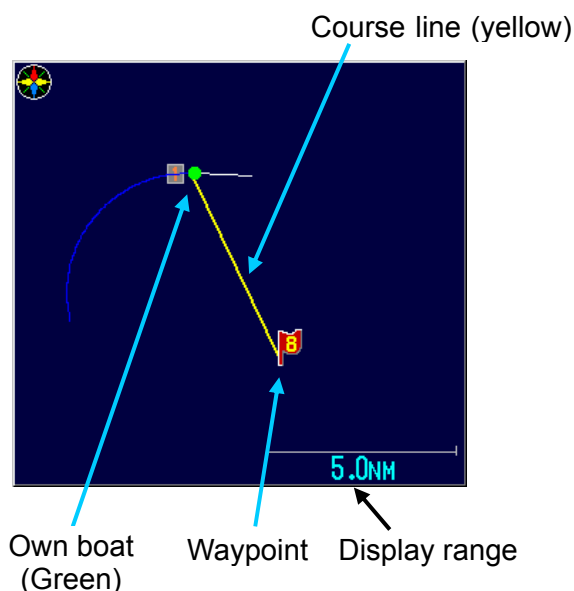 Course line (yellow)
8
5.0NM
Own boat
(Green)
Waypoint
Display range